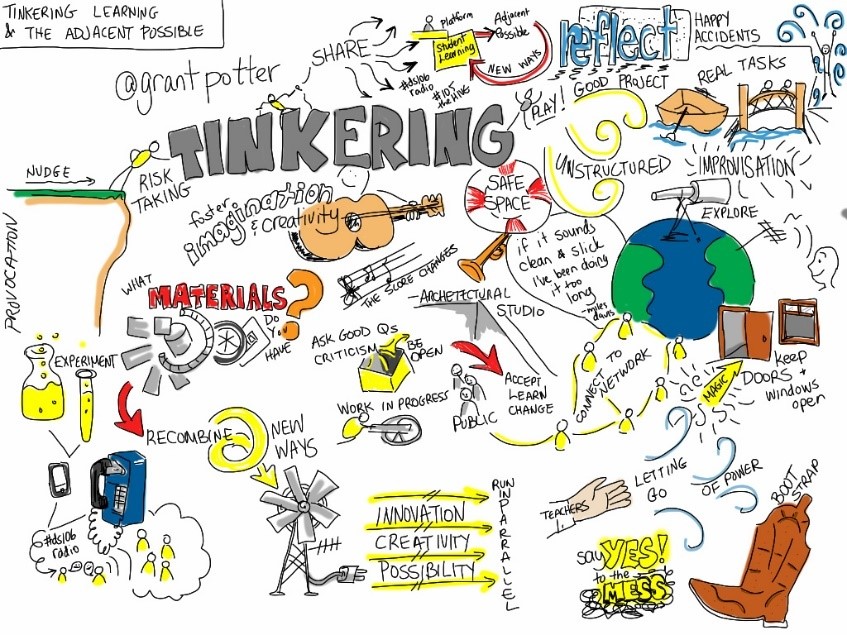 TINKERING LEARNING
& THE ADJACENT POSSIBLE
@grantpotter
SHARE
Platform
Student
Learning
Adjacent
Possible
NEW WAYS
#ds106
radio
#105
the Hive
reflect
HAPPY
ACCIDENTS
PLAY!
GOOD PROJECT
REAL TASKS
TINKERING
NUDGE
RISK
TAKING
PROVOCATION
foster
imagination
& creativity
SAFE
SPACE
UNSTRUCTURED
IMPROVISATION
EXPLORE
if it sounds
clean & slick
i've been doing
it too
long
-miles
davis
THE SCORE CHANGES
WHAT
MATERIALS?
DO
YOU
HAVE
ARCHETECTURAL
STUDIO
ASK GOOD QS
CRITICISM
BE
OPEN
ACCEPT
LEARN
CHANGE
PUBLIC
CONNECT TO
NETWORK
MAGIC
Keep
DOORS +
windows
open
EXPERIMENT
WORK IN PROGRESS
RECOMBINE
NEW
WAYS
#ds106
radio
INNOVATION
CREATIVITY
POSSIBILITY
RUN
IN
PARRALLEL
TEACHERS
LETTING
GO
OF POWER
BOOT
STRAP
say YES!
to the
MESS